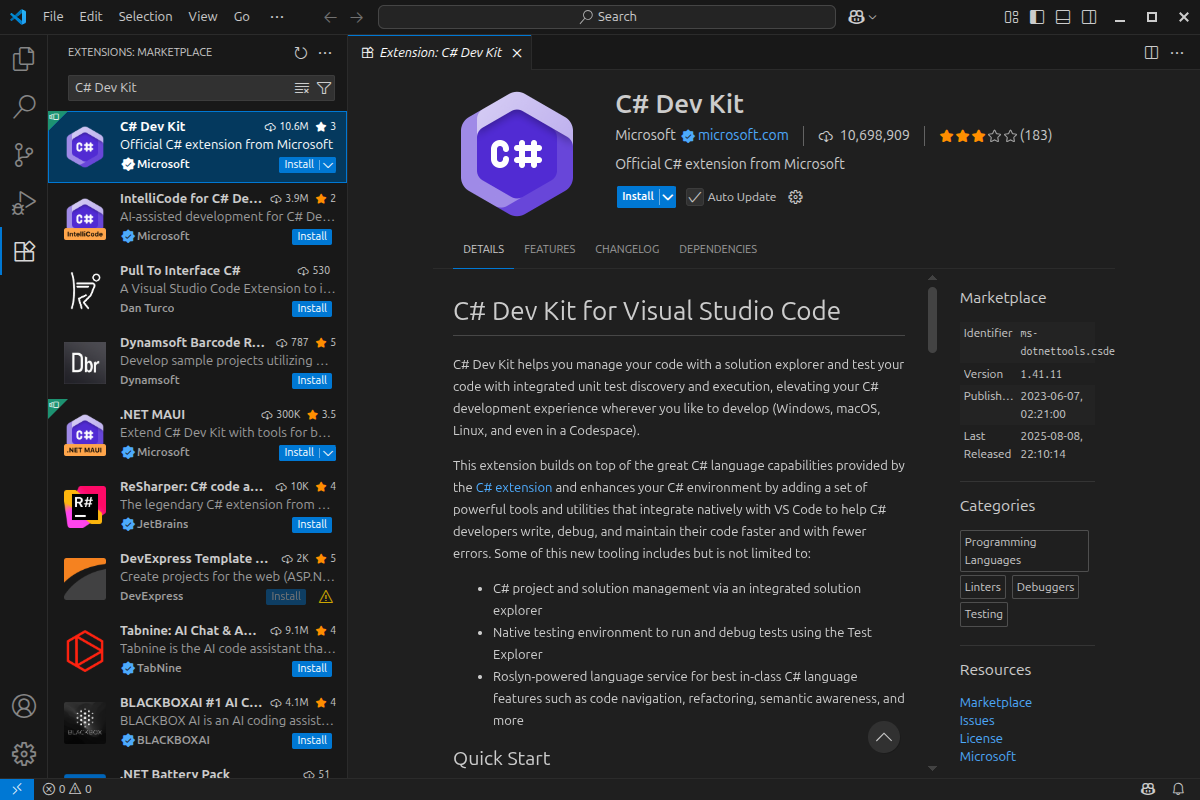 File Edit Selection View Go ···
Search
EXTENSIONS: MARKETPLACE
C# Dev Kit
C# Dev Kit 10.6M 3
Official C# extension from Microsoft
Microsoft Install
IntelliCode for C# De... 3.9M 2
AI-assisted development for C# De...
IntelliCode
Microsoft Install
Pull To Interface C# 530
A Visual Studio Code Extension to i...
Dan Turco Install
Dynamsoft Barcode R... 787 5
Dbr
Develop sample projects utilizing ...
Dynamsoft Install
.NET MAUI 300K 3.5
C#
Extend C# Dev Kit with tools for b...
.NET MAUI
Microsoft Install
ReSharper: C# code a... 10K 4
R#
The legendary C# extension from ...
JetBrains Install
DevExpress Template ... 2K 5
Create projects for the web (ASP.N...
DevExpress Install
Tabnine: AI Chat & A... 9.1M 4
Tabnine is the AI code assistant tha...
TabNine Install
BLACKBOXAI #1 AI C... 4.1M 4
BLACKBOX AI is an AI coding assist...
BLACKBOX
BLACKBOXAI Install
.NET Battery Pack 51
Extension: C# Dev Kit
C#
C# Dev Kit
Microsoft microsoft.com 10,698,909 (183)
Official C# extension from Microsoft
Install Auto Update
DETAILS FEATURES CHANGELOG DEPENDENCIES
C# Dev Kit for Visual Studio Code
C# Dev Kit helps you manage your code with a solution explorer and test your
code with integrated unit test discovery and execution, elevating your C#
development experience wherever you like to develop (Windows, macOS,
Linux, and even in a Codespace).
This extension builds on top of the great C# language capabilities provided by
the C# extension and enhances your C# environment by adding a set of
powerful tools and utilities that integrate natively with VS Code to help C#
developers write, debug, and maintain their code faster and with fewer
errors. Some of this new tooling includes but is not limited to:
• C# project and solution management via an integrated solution
explorer
• Native testing environment to run and debug tests using the Test
Explorer
• Roslyn-powered language service for best in-class C# language
features such as code navigation, refactoring, semantic awareness, and
more
Quick Start
Marketplace
Identifier ms-
dotnettools.csde
Version 1.41.11
Publish... 2023-06-07,
02:21:00
Last 2025-08-08,
Released 22:10:14
Categories
Programming
Languages
Linters Debuggers
Testing
Resources
Marketplace
Issues
License
Microsoft
0 0